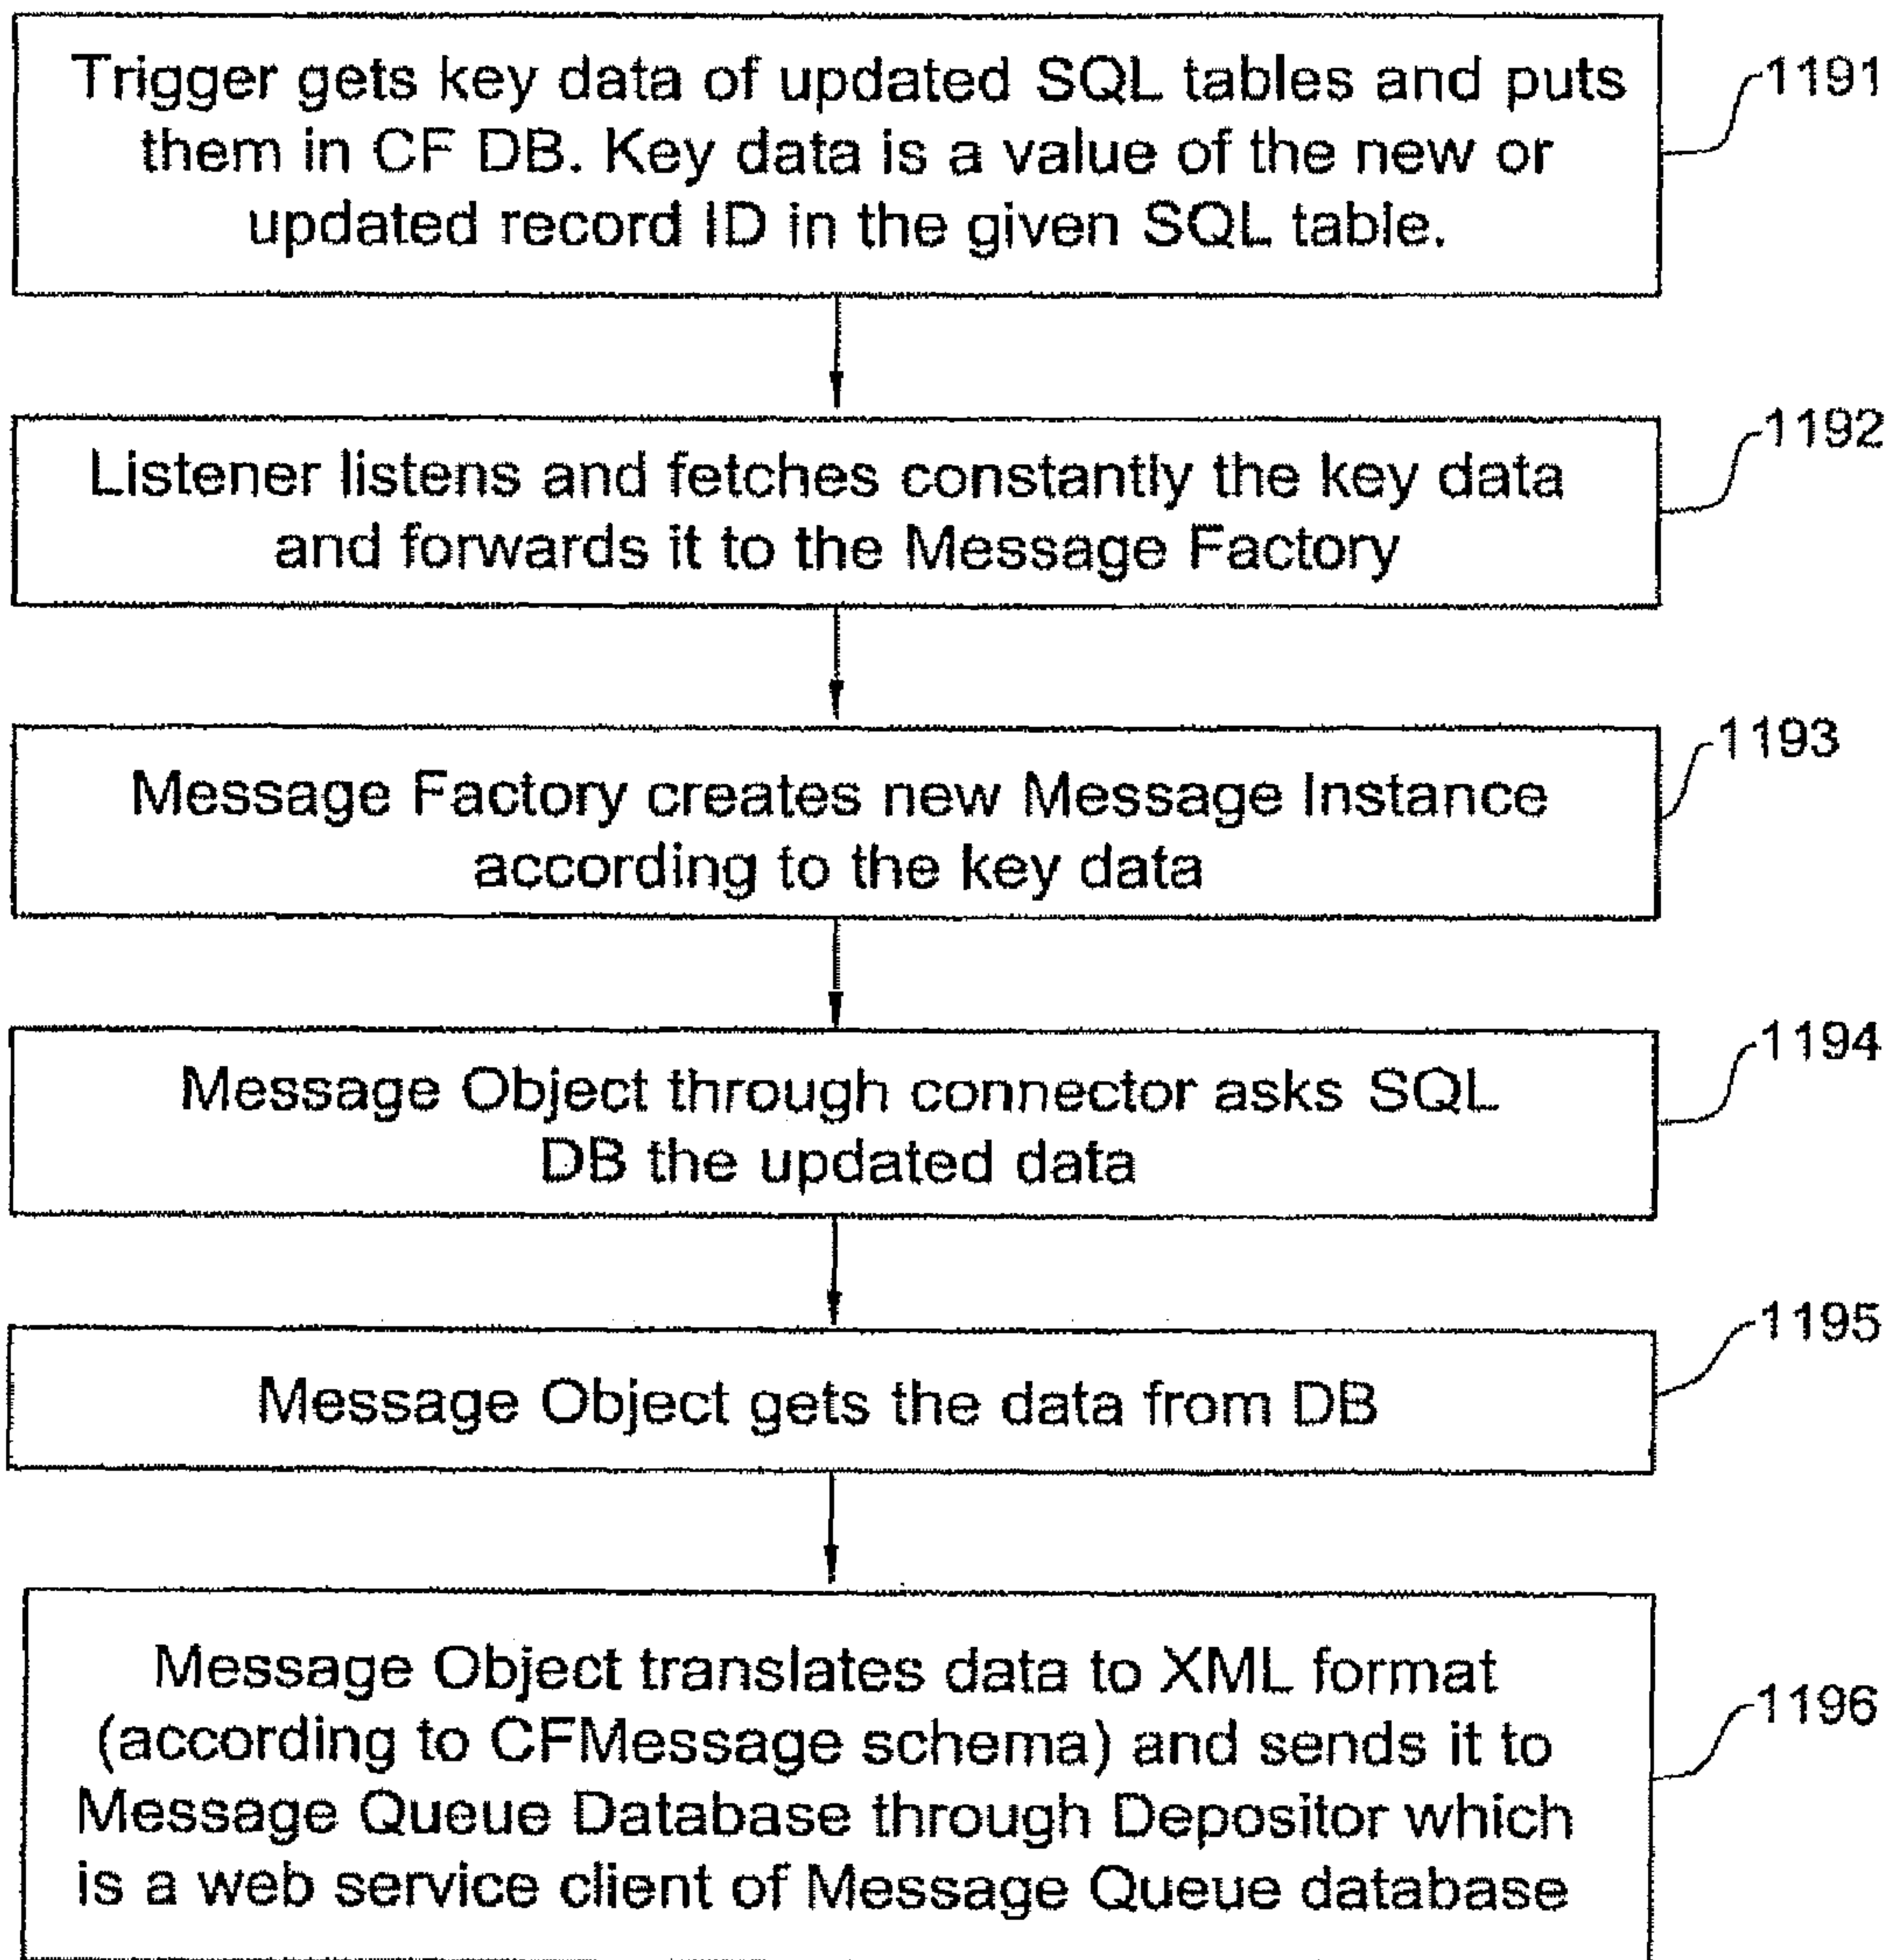 Trigger gets key data of updated SQL tables and puts
them in CF DB. Key data is a value of the new or
updated record ID in the given SQL table.
1191
Listener listens and fetches constantly the key data
and forwards it to the Message Factory
1192
Message Factory creates new Message Instance
according to the key data
1193
Message Object through connector asks SQL
DB the updated data
1194
Message Object gets the data from DB
1195
Message Object translates data to XML format
(according to CFMessage schema) and sends it to
Message Queue Database through Depositor which
is a web service client of Message Queue database
1196